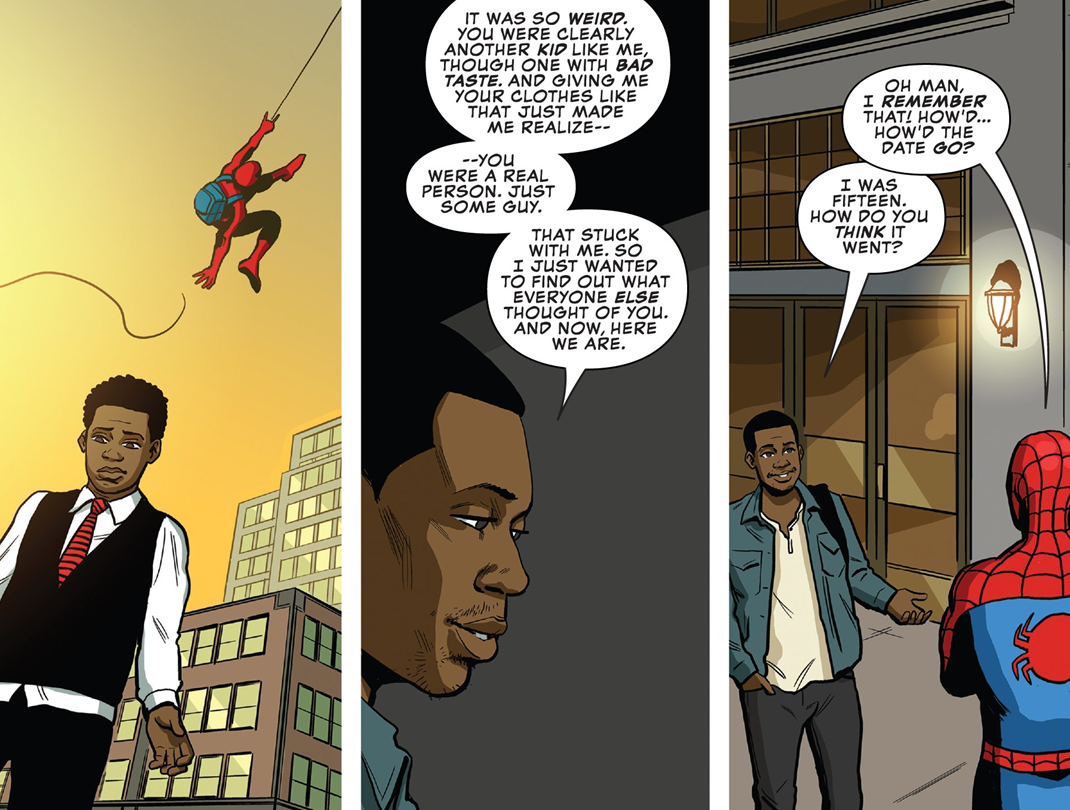 IT WAS SO WEIRD.
YOU WERE CLEARLY
ANOTHER KID LIKE ME,
THOUGH ONE WITH BAD
TASTE. AND GIVING ME
YOUR CLOTHES LIKE
THAT JUST MADE
ME REALIZE--
--YOU
WERE A REAL
PERSON. JUST
SOME GUY.
THAT STUCK
WITH ME. SO
I JUST WANTED
TO FIND OUT WHAT
EVERYONE ELSE
THOUGHT OF YOU.
AND NOW, HERE
WE ARE.
OH MAN,
I REMEMBER
THAT! HOW'D...
HOW'D THE
DATE GO?
I WAS
FIFTEEN.
HOW DO YOU
THINK IT
WENT?